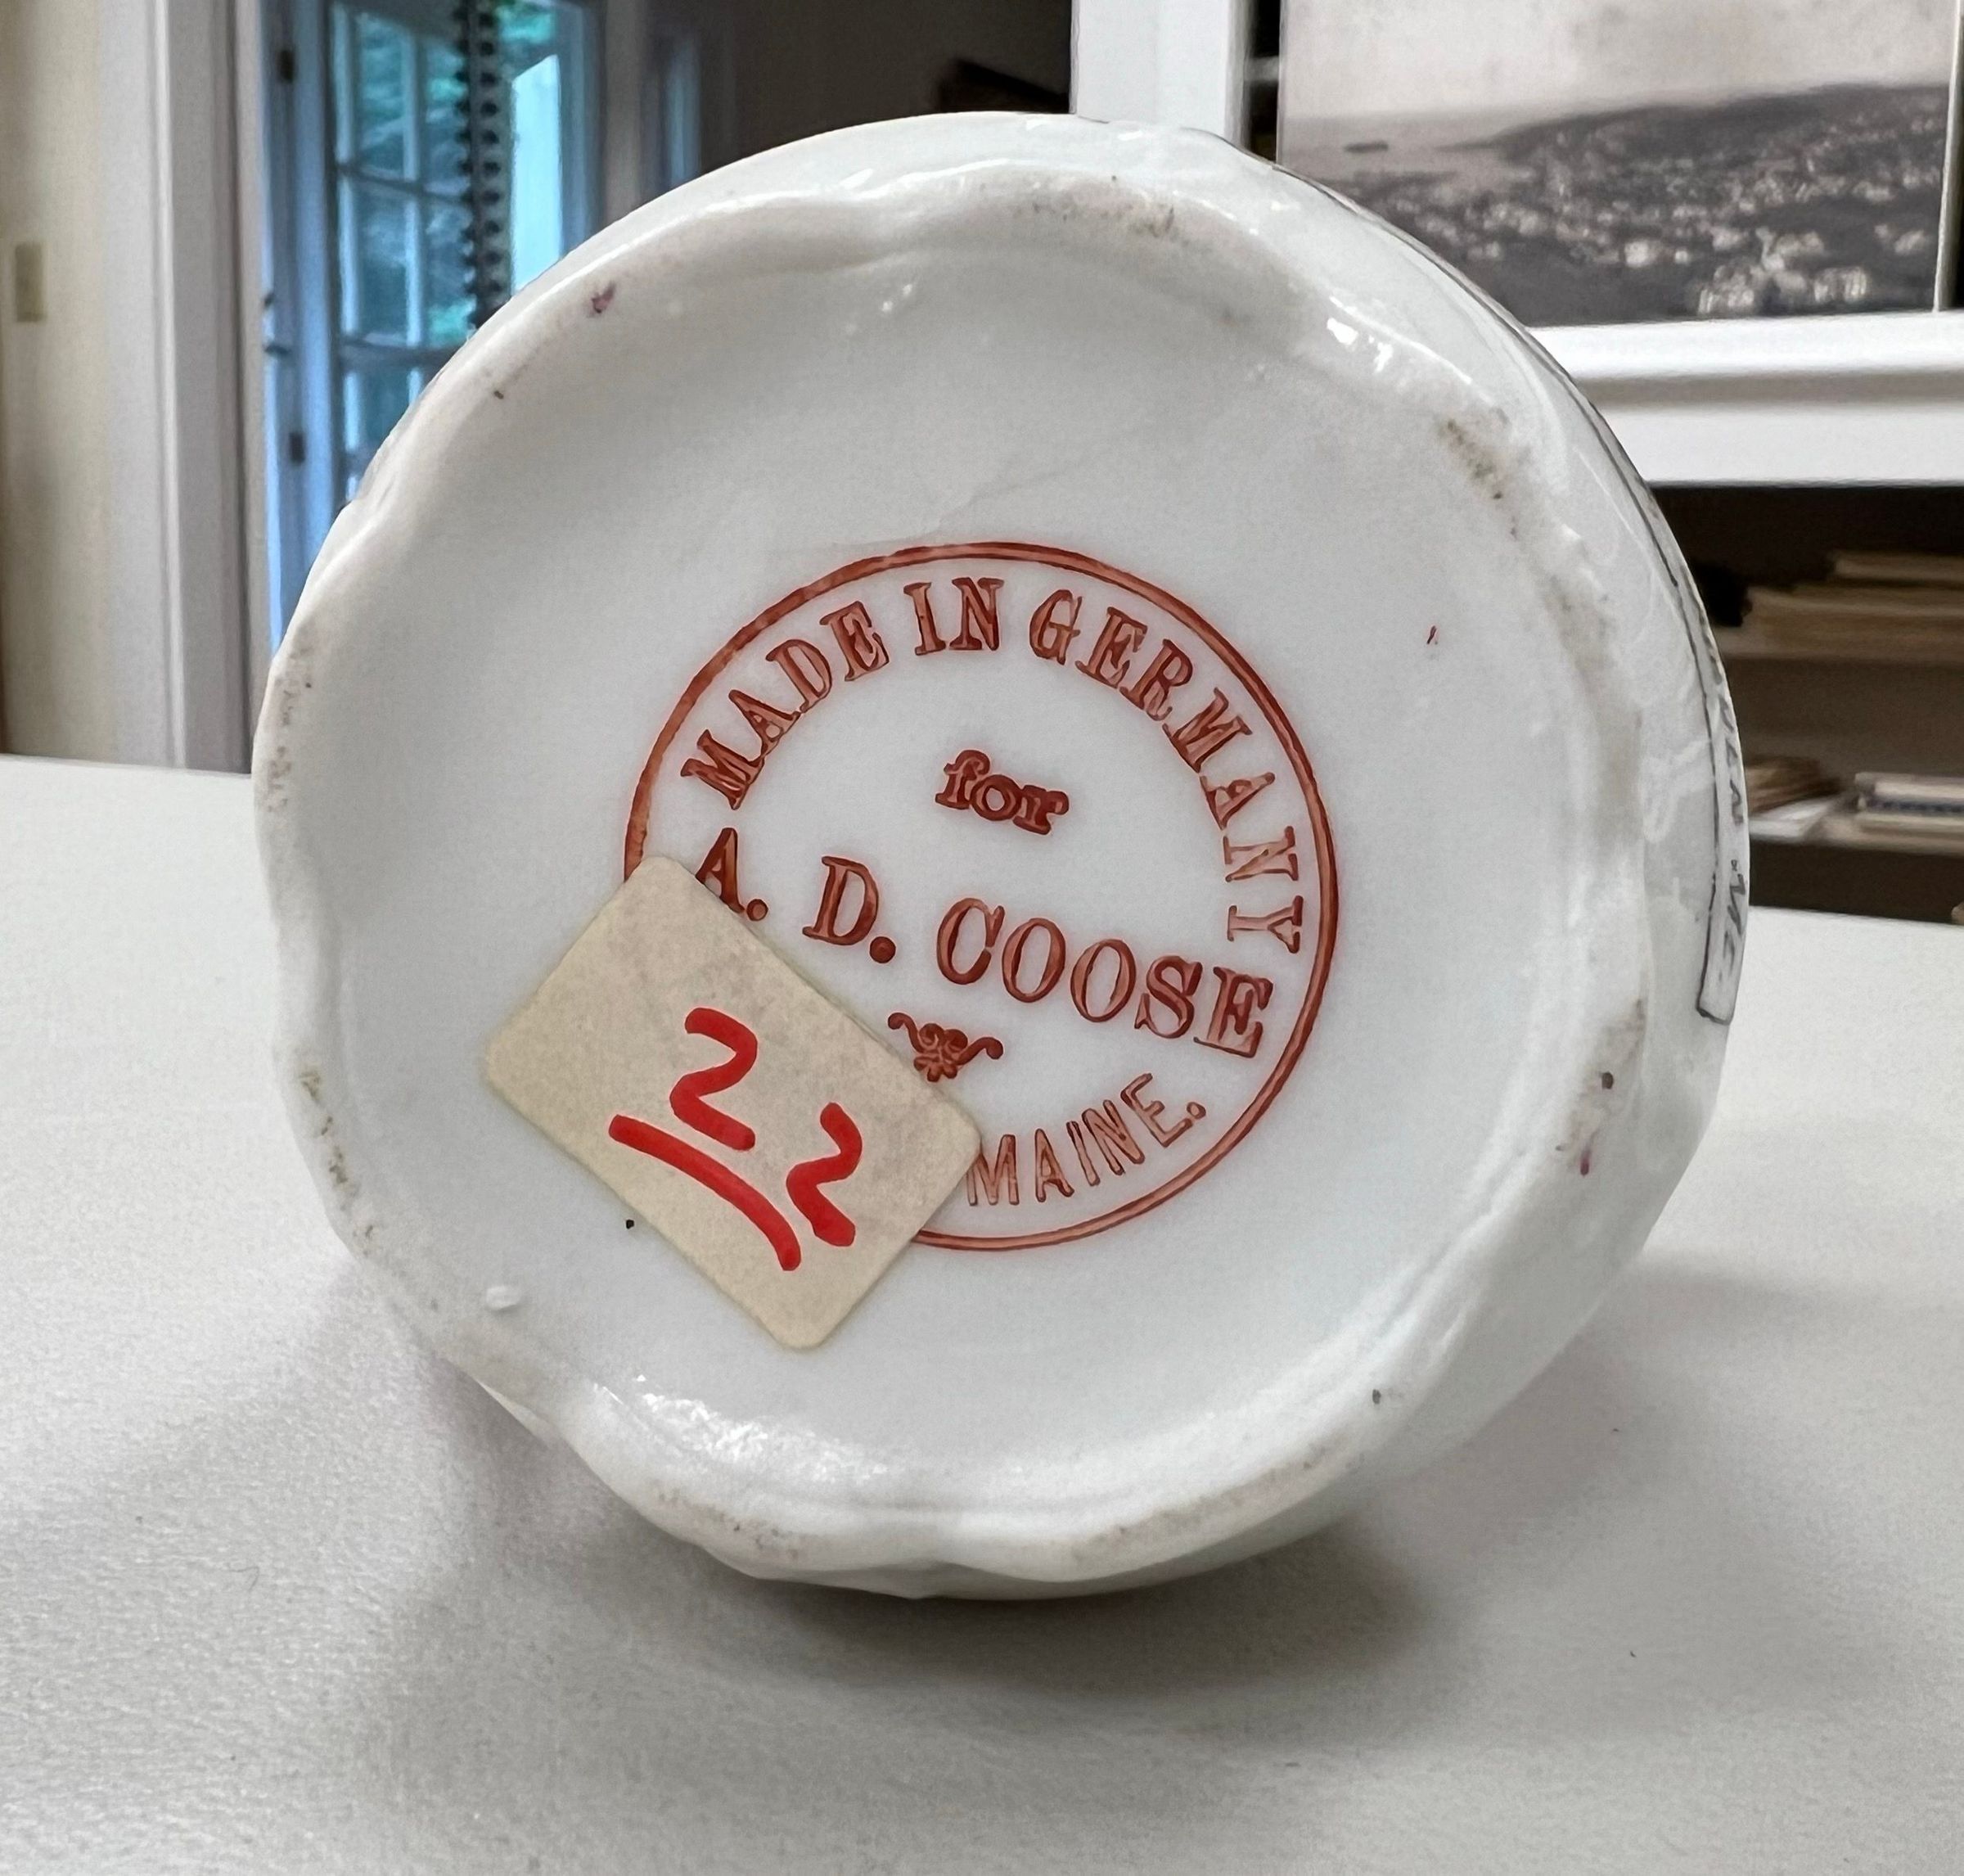 MADE IN GERMANY
for
A. D. COOSE
MAINE.
22